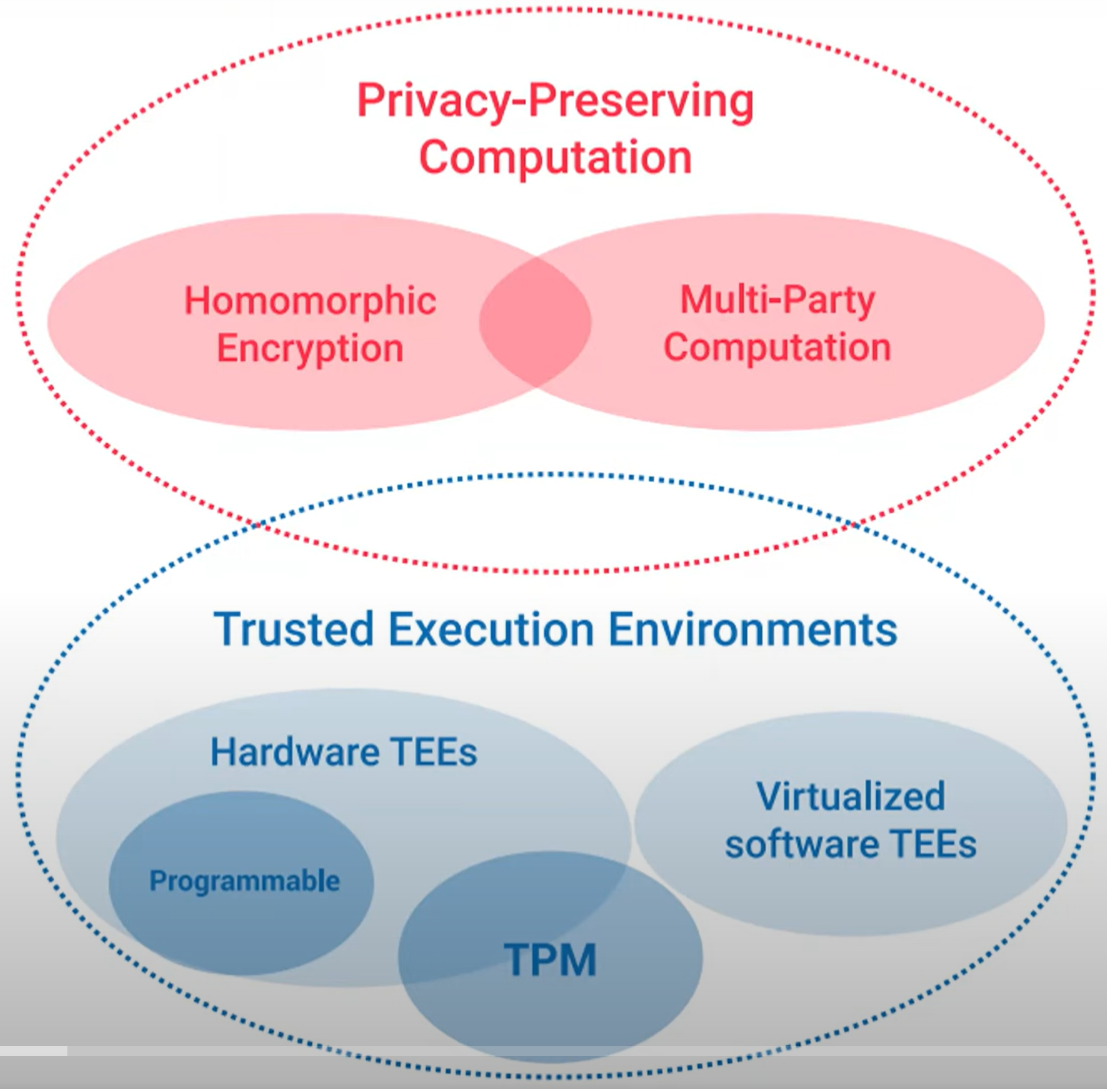 Privacy-Preserving
Computation
Homomorphic
Encryption
Multi-Party
Computation
Trusted Execution Environments
Hardware TEEs
Programmable
TPM
Virtualized
software TEEs